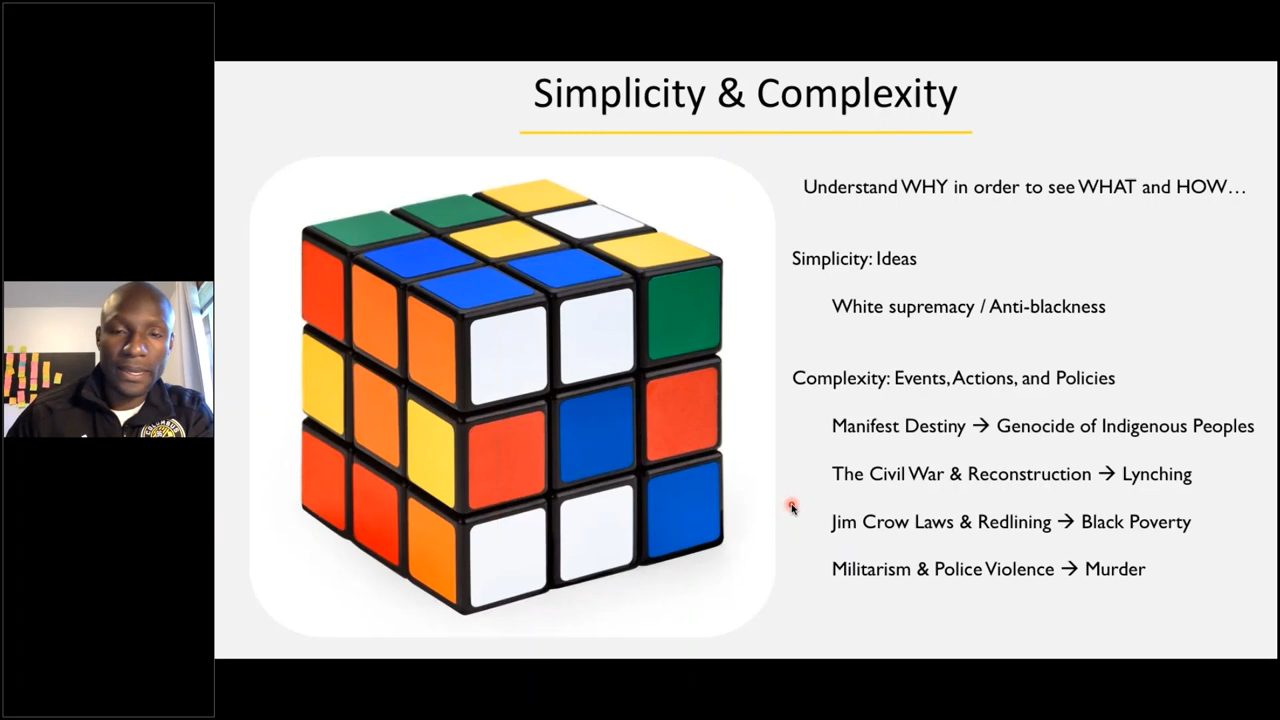 Simplicity & Complexity
Understand WHY in order to see WHAT and HOW…
Simplicity: Ideas
White supremacy / Anti-blackness
Complexity: Events, Actions, and Policies
Manifest Destiny → Genocide of Indigenous Peoples
The Civil War & Reconstruction → Lynching
Jim Crow Laws & Redlining → Black Poverty
Militarism & Police Violence → Murder
COLUMBUS